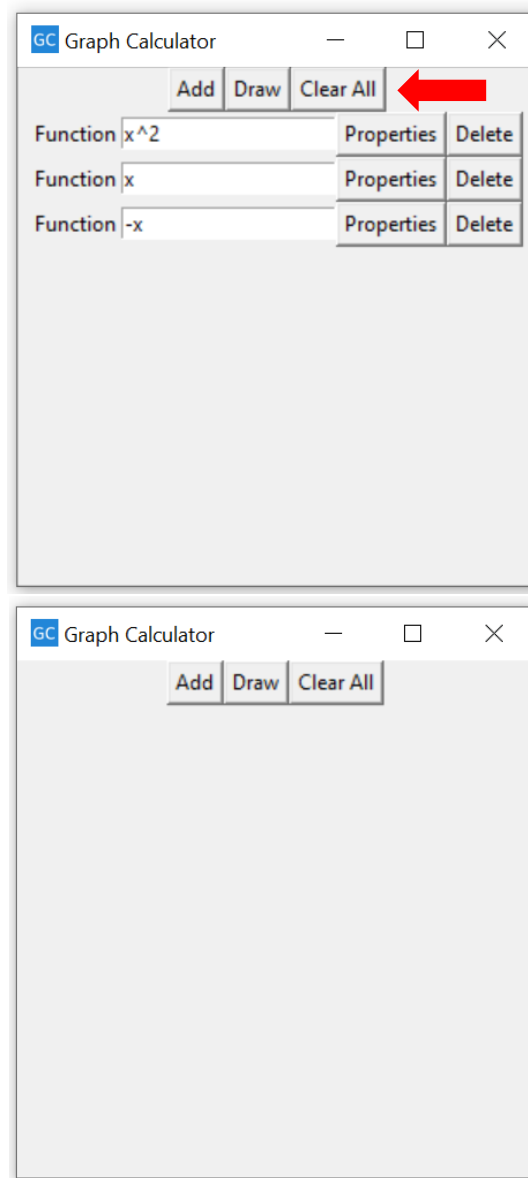 GC Graph Calculator
Add Draw Clear All
Function x^2 Properties Delete
Function x Properties Delete
Function -x Properties Delete
GC Graph Calculator
Add Draw Clear All